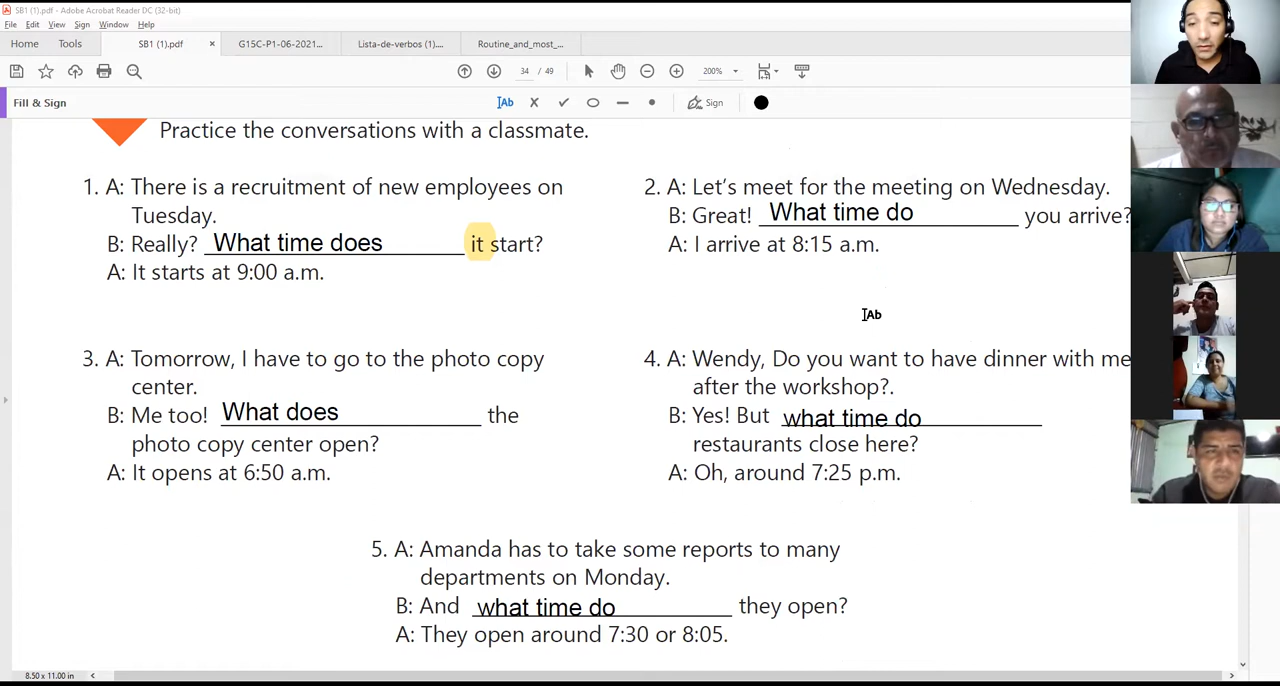 SB1 (1).pdf - Adobe Acrobat Reader DC (32-bit)
File Edit View Sign Window Help
Home Tools SB1 (1).pdf × G15C-P1-06-2021... Lista-de-verbos (1).... Routine_and_most_...
34 / 49 200%
Fill & Sign Ab Sign
Practice the conversations with a classmate.
1. A: There is a recruitment of new employees on
Tuesday.
B: Really? What time does it start?
A: It starts at 9:00 a.m.
2. A: Let's meet for the meeting on Wednesday.
B: Great! What time do you arrive?
A: I arrive at 8:15 a.m.
Ab
3. A: Tomorrow, I have to go to the photo copy
center.
B: Me too! What does the
photo copy center open?
A: It opens at 6:50 a.m.
4. A: Wendy, Do you want to have dinner with me
after the workshop?.
B: Yes! But what time do
restaurants close here?
A: Oh, around 7:25 p.m.
5. A: Amanda has to take some reports to many
departments on Monday.
B: And what time do they open?
A: They open around 7:30 or 8:05.
8.50 x 11.00 in